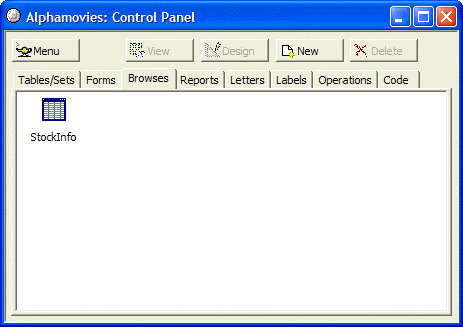 Alphamovies: Control Panel
Menu View Design New Delete
Tables/Sets Forms Browses Reports Letters Labels Operations Code
StockInfo